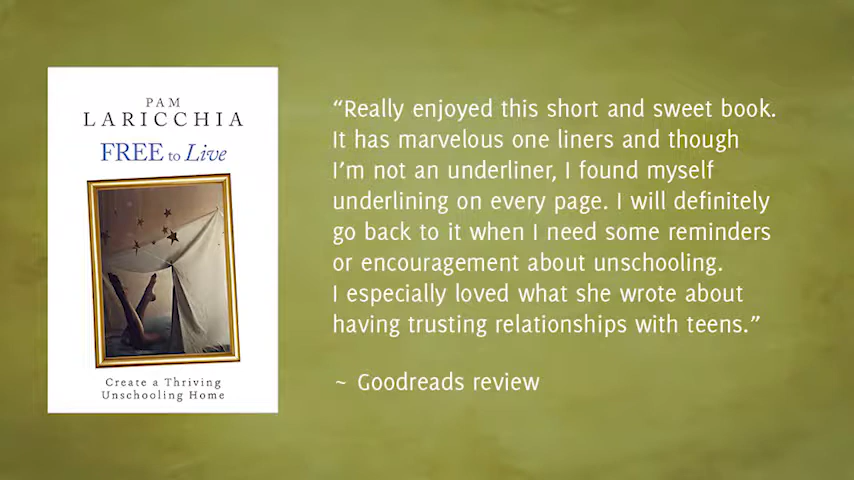 PAM
LARICCHIA
FREE to Live
Create a Thriving
Unschooling Home
“Really enjoyed this short and sweet book.
It has marvelous one liners and though
I’m not an underliner, I found myself
underlining on every page. I will definitely
go back to it when I need some reminders
or encouragement about unschooling.
I especially loved what she wrote about
having trusting relationships with teens.”
~ Goodreads review